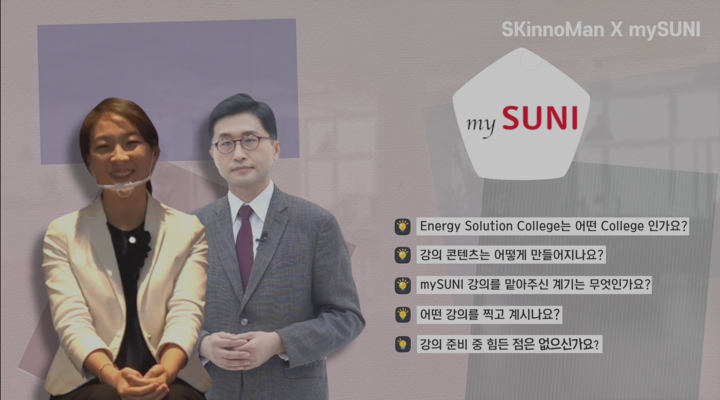 SKinnoMan X mySUNI
my SUNI
Energy Solution College는 어떤 College 인가요?
강의 콘텐츠는 어떻게 만들어지나요?
mySUNI 강의를 맡아주신 계기는 무엇인가요?
어떤 강의를 찍고 계시나요?
강의 준비 중 힘든 점은 없으신가요?